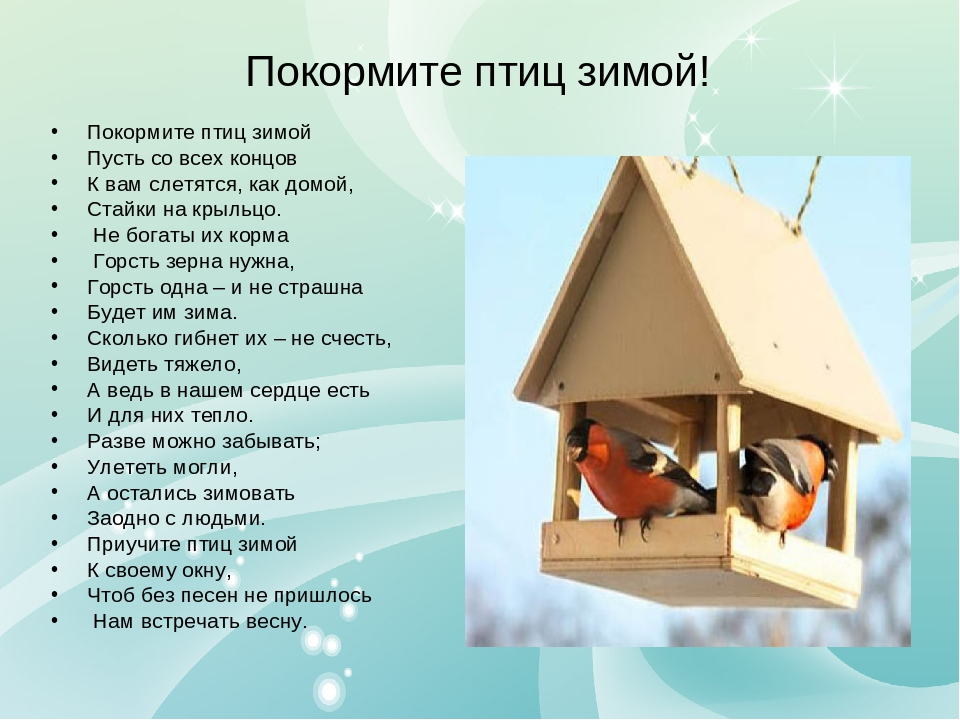 Покормите птиц зимой!
• Покормите птиц зимой
• Пусть со всех концов
• К вам слетятся, как домой,
• Стайки на крыльцо.
• Не богаты их корма
• Горсть зерна нужна,
• Горсть одна – и не страшна
• Будет им зима.
• Сколько гибнет их – не счесть,
• Видеть тяжело,
• А ведь в нашем сердце есть
• И для них тепло.
• Разве можно забывать;
• Улететь могли,
• А остались зимовать
• Заодно с людьми.
• Приучите птиц зимой
• К своему окну,
• Чтоб без песен не пришлось
• Нам встречать весну.